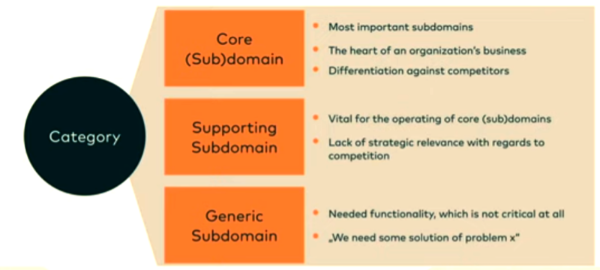 Category
Core
(Sub)domain
Most important subdomains
The heart of an organization's business
Differentiation against competitors
Supporting
Subdomain
Vital for the operating of core (sub)domains
Lack of strategic relevance with regards to
competition
Generic
Subdomain
Needed functionality, which is not critical at all
„We need some solution of problem x"